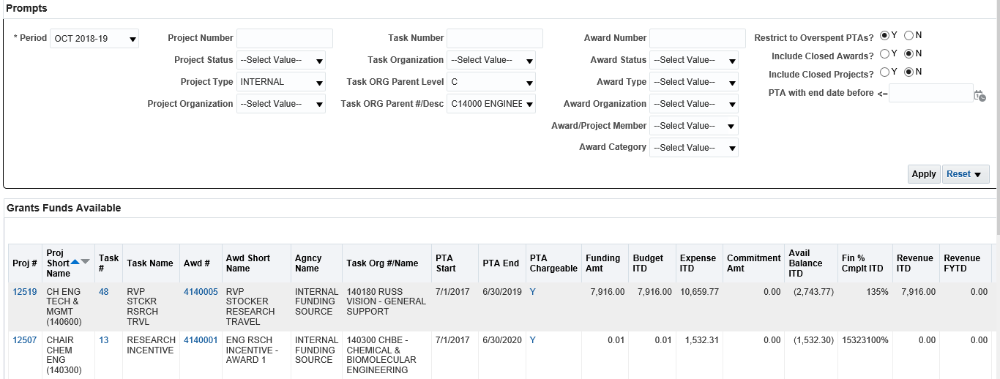 Prompts
* Period OCT 2018-19 Project Number Task Number Award Number Restrict to Overspent PTAs? Y N
Project Status --Select Value-- Task Organization --Select Value-- Award Status --Select Value-- Include Closed Awards? Y N
Project Type INTERNAL Task ORG Parent Level C Award Type --Select Value-- Include Closed Projects? Y N
Project Organization --Select Value-- Task ORG Parent #/Desc C14000 ENGINEE Award Organization --Select Value-- PTA with end date before <=
Award/Project Member --Select Value--
Award Category --Select Value--
Apply Reset
Grants Funds Available
Proj # Proj Short Name Task # Task Name Awd # Awd Short Name Agncy Name Task Org #/Name PTA Start PTA End PTA Chargeable Funding Amt Budget ITD Expense ITD Commitment Amt Avail Balance ITD Fin % Cmplt ITD Revenue ITD Revenue FYTD
12519 CH ENG 48 RVP 4140005 RVP INTERNAL 140180 RUSS 7/1/2017 6/30/2019 Y 7,916.00 7,916.00 10,659.77 0.00 (2,743.77) 135% 7,916.00 0.00
TECH & STCKR STOCKER FUNDING VISION - GENERAL
MGMT RSRCH RESEARCH SOURCE SUPPORT
(140600) TRVL TRAVEL
12507 CHAIR 13 RESEARCH 4140001 ENG RSCH INTERNAL 140300 CHBE - 7/1/2017 6/30/2020 Y 0.01 0.01 1,532.31 0.00 (1,532.30) 15323100% 0.00 0.00
CHEM INCENTIVE INCENTIVE - FUNDING CHEMICAL &
ENG AWARD 1 SOURCE BIOMOLECULAR
(140300) ENGINEERING